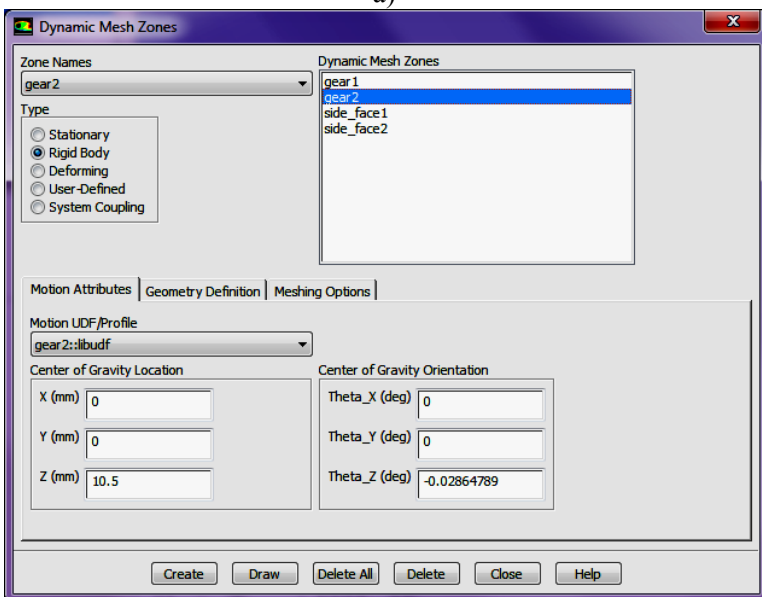 a)
Dynamic Mesh Zones
X
Zone Names
gear2
Type
Stationary
Rigid Body
Deforming
User-Defined
System Coupling
Dynamic Mesh Zones
gear1
gear2
side_face1
side_face2
Motion Attributes Geometry Definition Meshing Options
Motion UDF/Profile
gear2::libudf
Center of Gravity Location
X (mm) 0
Y (mm) 0
Z (mm) 10.5
Center of Gravity Orientation
Theta_X (deg) 0
Theta_Y (deg) 0
Theta_Z (deg) -0.02864789
Create Draw Delete All Delete Close Help